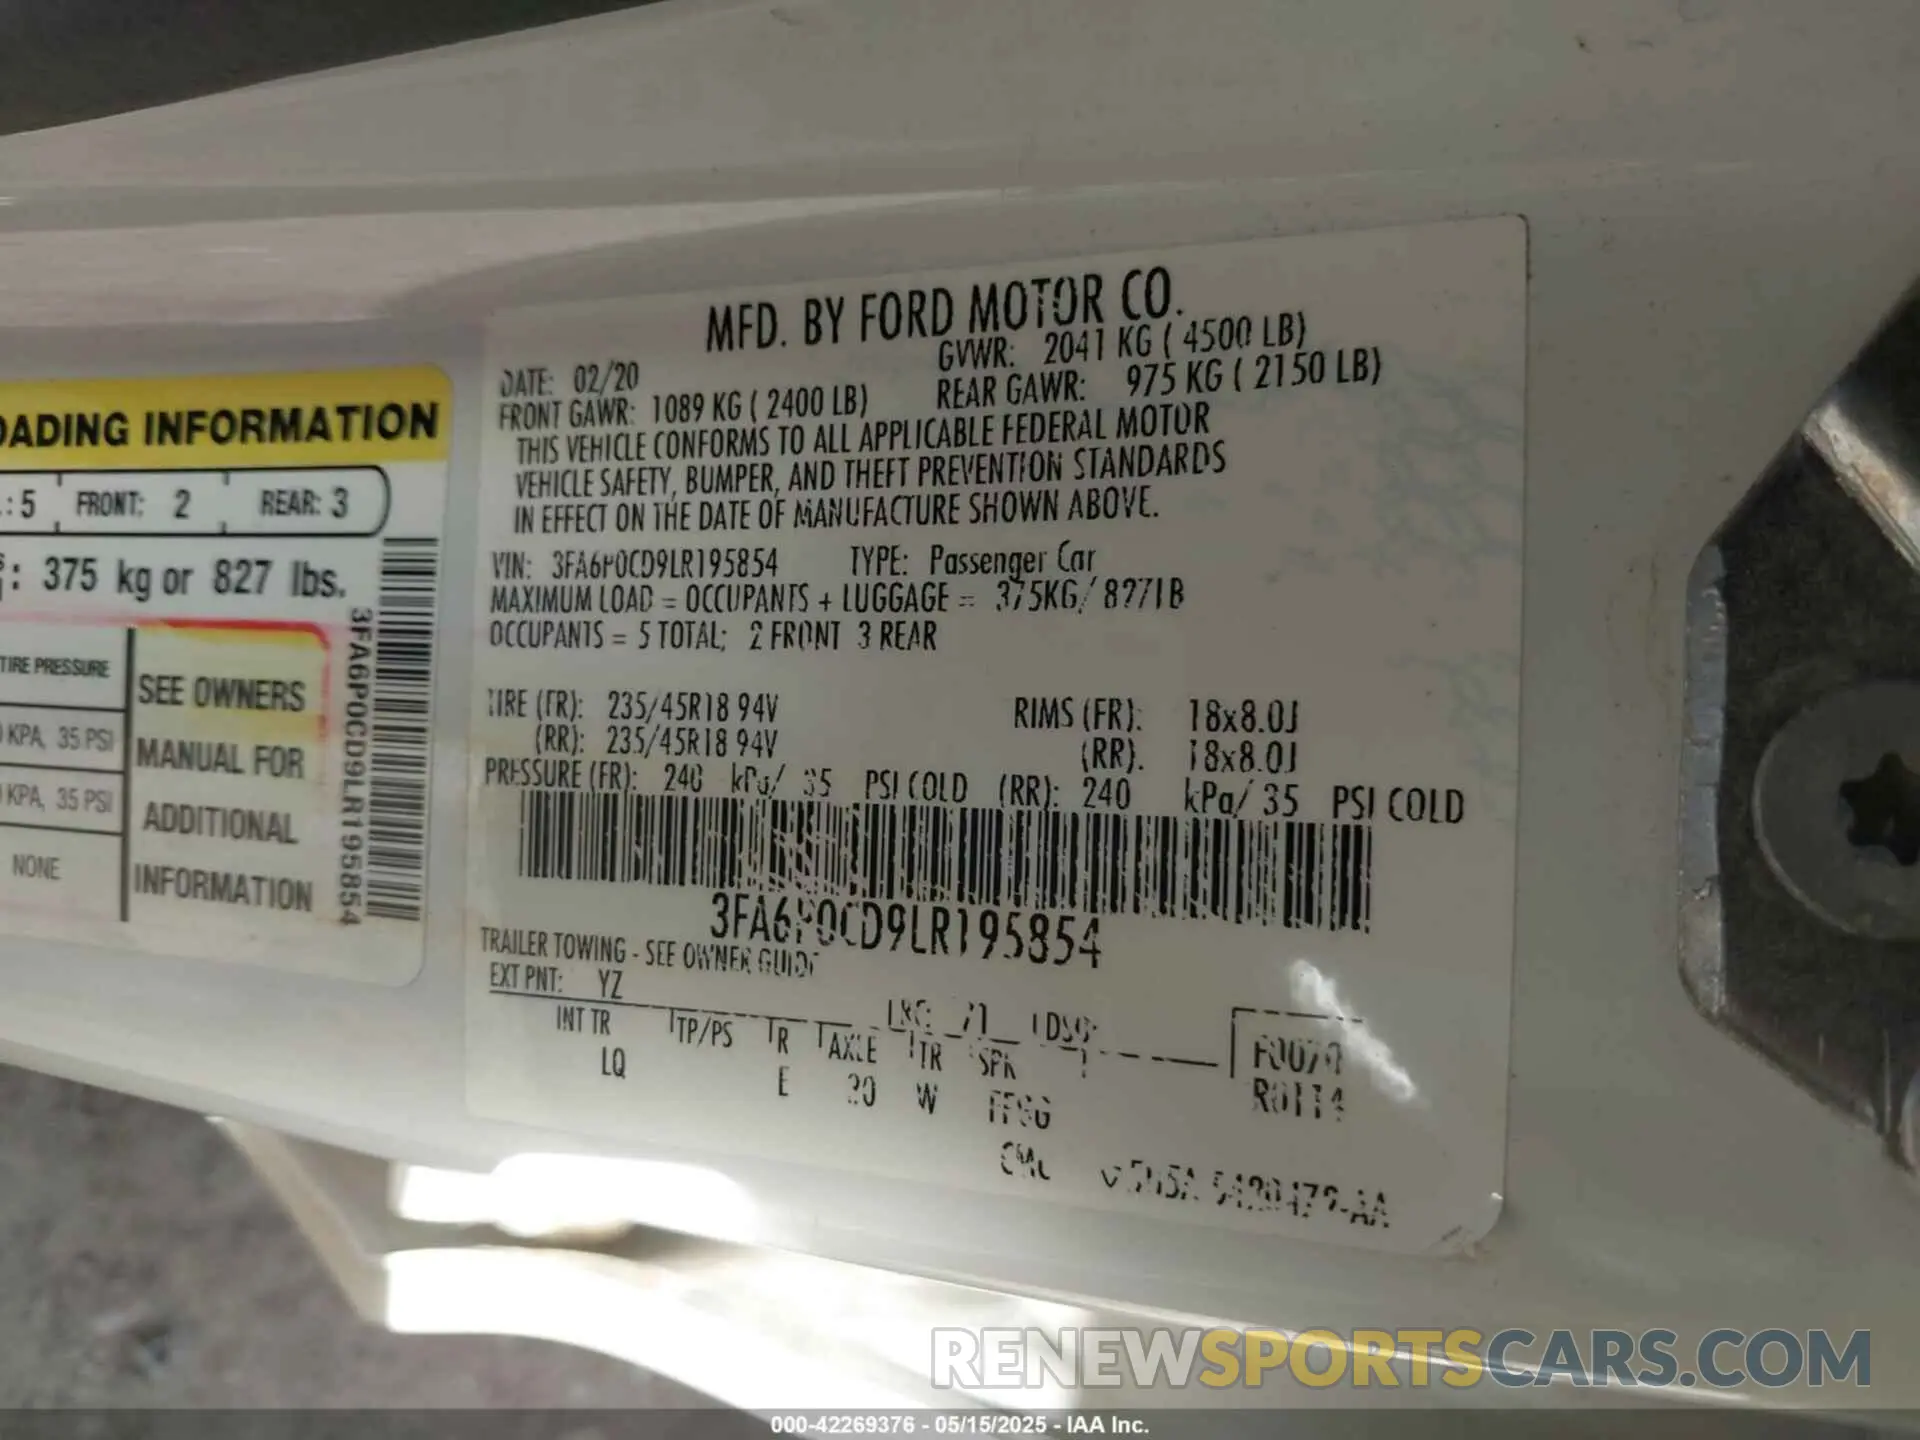 MFD. BY FORD MOTOR CO.
DATE: 02/20
GVWR: 2041 KG ( 4500 LB)
FRONT GAWR: 1089 KG ( 2400 LB)
REAR GAWR: 975 KG ( 2150 LB)
THIS VEHICLE CONFORMS TO ALL APPLICABLE FEDERAL MOTOR
VEHICLE SAFETY, BUMPER, AND THEFT PREVENTION STANDARDS
IN EFFECT ON THE DATE OF MANUFACTURE SHOWN ABOVE.
VIN: 3FA6P0CD9LR195854 TYPE: Passenger Car
MAXIMUM LOAD = OCCUPANTS + LUGGAGE = 375KG/ 827LB
OCCUPANTS = 5 TOTAL; 2 FRONT 3 REAR
TIRE (FR): 235/45R18 94V RIMS (FR): 18x8.0J
(RR): 235/45R18 94V (RR): 18x8.0J
PRESSURE (FR): 240 kPa/ 35 PSI COLD (RR): 240 kPa/ 35 PSI COLD
3FA6P0CD9LR195854
TRAILER TOWING - SEE OWNER GUIDE
EXT PNT: YZ
DSO:
INT TR TP/PS R AXLE TR SPR
LQ E W
LOADING INFORMATION
: 5 FRONT: 2 REAR: 3
: 375 kg or 827 lbs.
TIRE PRESSURE
KPA, 35 PSI
KPA, 35 PSI
NONE
SEE OWNERS
MANUAL FOR
ADDITIONAL
INFORMATION
3FA6P0CD9LR195854
RENEWSPORTSCARS.COM
000-42269376 - 05/15/2025 - IAA Inc.